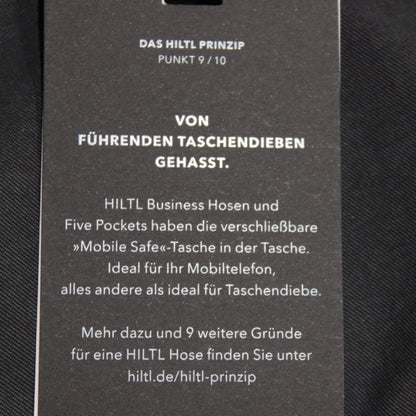 DAS HILTL PRINZIP
PUNKT 9 / 10
VON
FÜHRENDEN TASCHENDIEBEN
GEHASST.
HILTL Business Hosen und
Five Pockets haben die verschließbare
»Mobile Safe«-Tasche in der Tasche.
Ideal für Ihr Mobiltelefon,
alles andere als ideal für Taschendiebe.
Mehr dazu und 9 weitere Gründe
für eine HILTL Hose finden Sie unter
hiltl.de/hiltl-prinzip